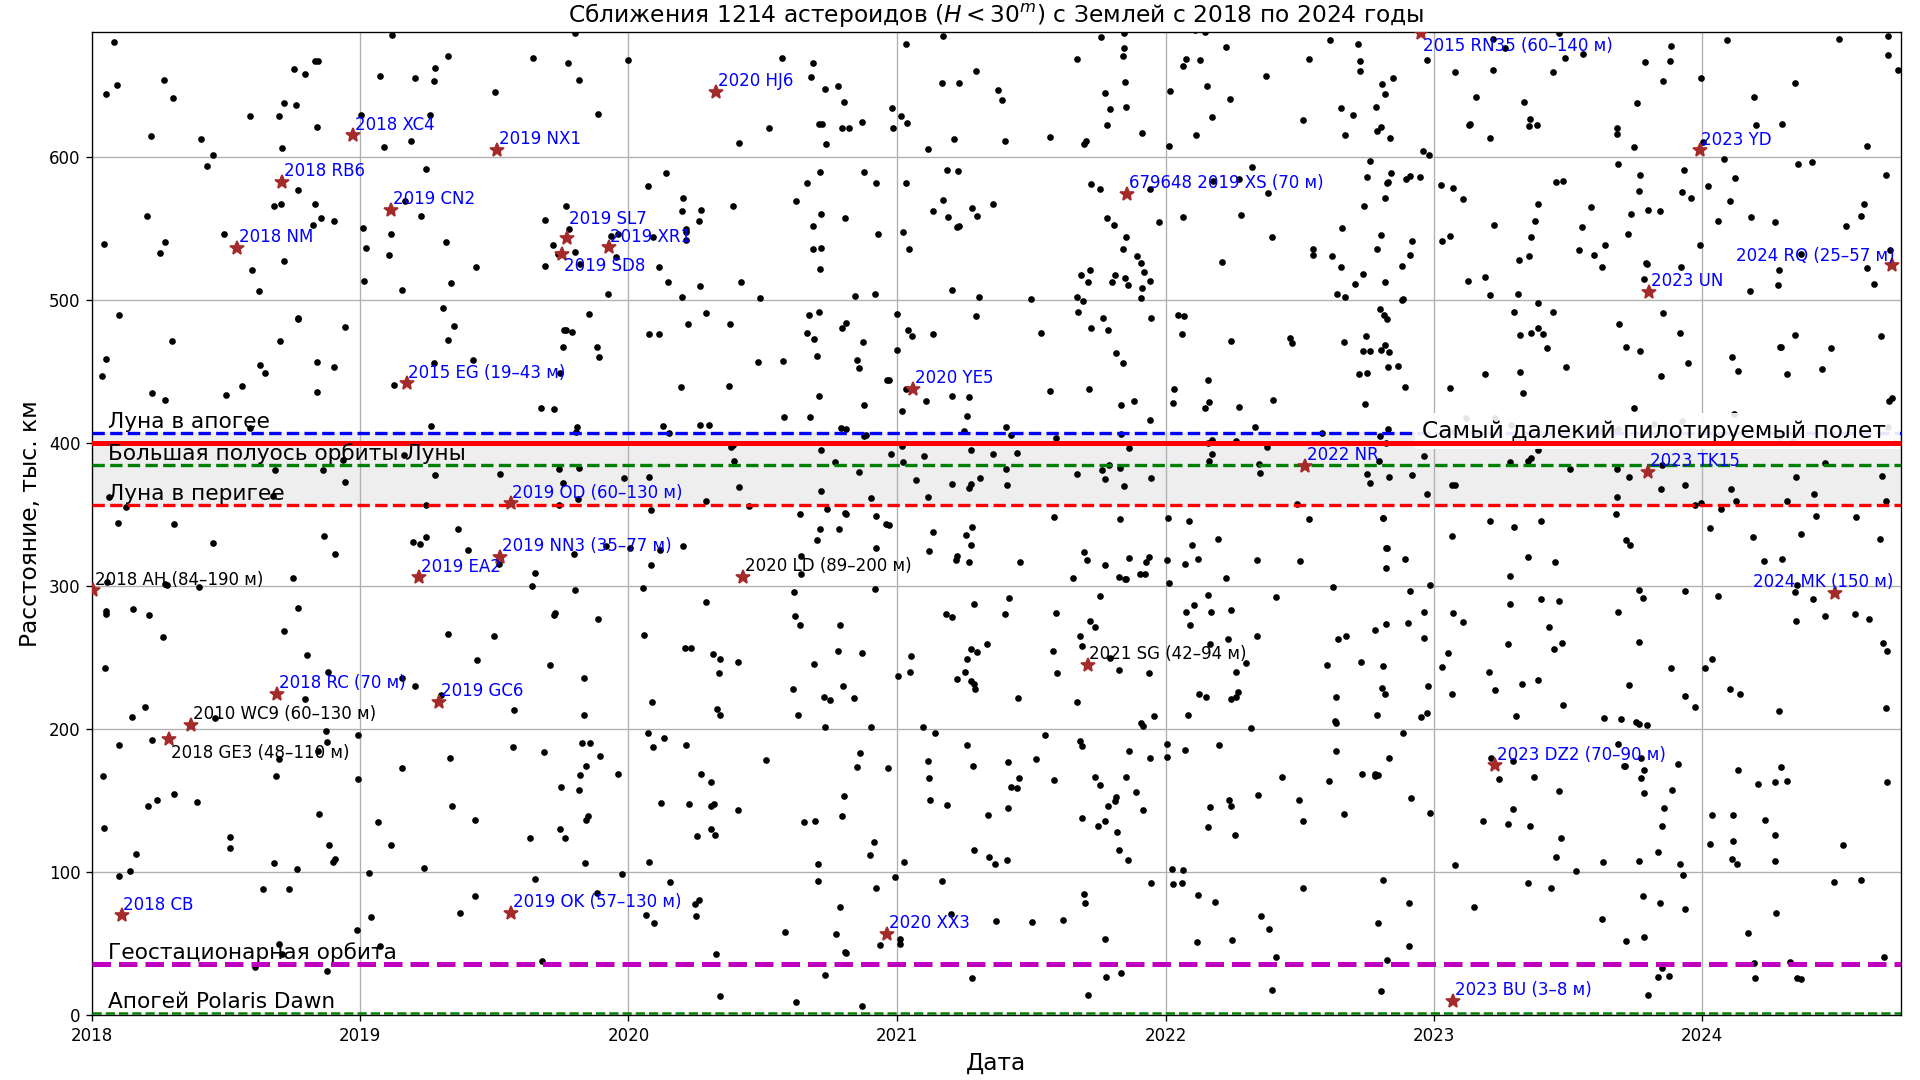 Сближения 1214 астероидов (H < 30^m) с Землей с 2018 по 2024 годы
Расстояние, тыс. км
600
500
400
300
200
100
0
2015 RN35 (60–140 м)
2020 HJ6
2018 XC4
2019 NX1
2023 YD
2018 RB6
679648 2019 XS (70 м)
2019 CN2
2019 SL7
2018 NM
2019 XR1
2024 RQ (25–57 м)
2019 SD8
2023 UN
2015 EG (19–43 м)
2020 YE5
Луна в апогее
Самый далекий пилотируемый полет
Большая полуось орбиты Луны
2022 NR
2023 TK15
Луна в перигее
2019 OD (60–130 м)
2019 NN3 (35–77 м)
2019 EA2
2020 LD (89–200 м)
2018 AH (84–190 м)
2024 MK (150 м)
2021 SG (42–94 м)
2018 RC (70 м)
2019 GC6
2010 WC9 (60–130 м)
2018 GE3 (48–110 м)
2023 DZ2 (70–90 м)
2018 CB
2019 OK (57–130 м)
2020 XX3
Геостационарная орбита
2023 BU (3–8 м)
Апогей Polaris Dawn
2018
2019
2020
2021
2022
2023
2024
Дата